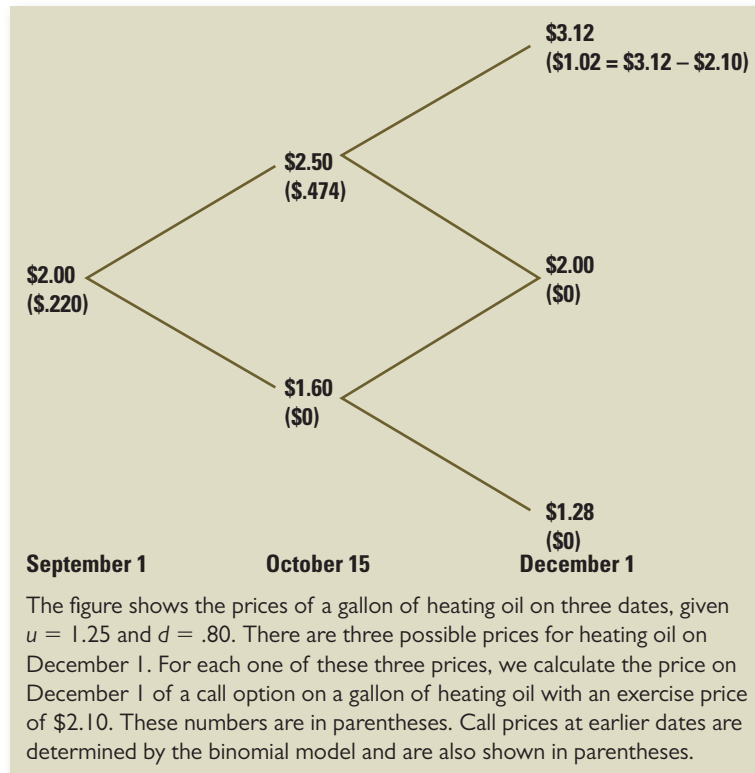 $3.12
($1.02 = $3.12 – $2.10)
$2.50
($.474)
$2.00
($.220)
$2.00
($0)
$1.60
($0)
$1.28
($0)
September 1 October 15 December 1
The figure shows the prices of a gallon of heating oil on three dates, given
u = 1.25 and d = .80. There are three possible prices for heating oil on
December 1. For each one of these three prices, we calculate the price on
December 1 of a call option on a gallon of heating oil with an exercise price
of $2.10. These numbers are in parentheses. Call prices at earlier dates are
determined by the binomial model and are also shown in parentheses.